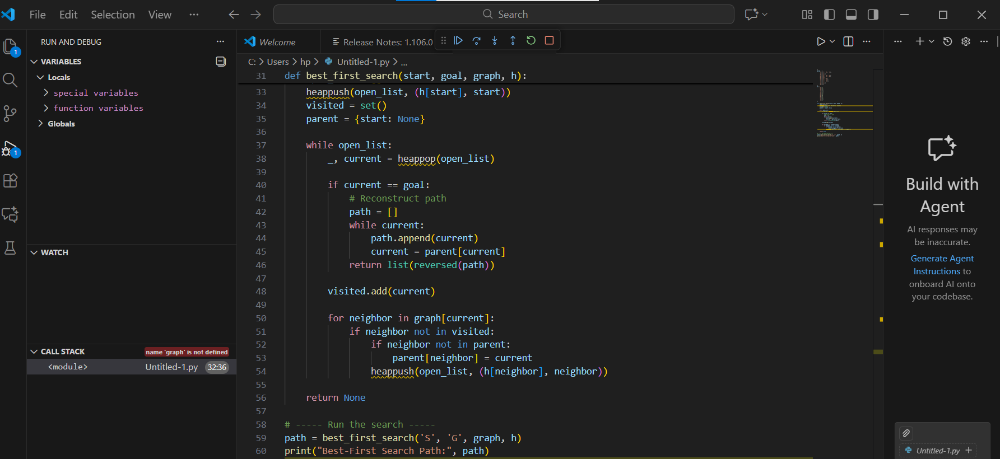 File Edit Selection View ··· Search
RUN AND DEBUG ···
Welcome
Release Notes: 1.106.0
VARIABLES
Locals
special variables
function variables
Globals
WATCH
CALL STACK name 'graph' is not defined
<module> Untitled-1.py 32:36
1
1
C: > Users > hp > Untitled-1.py > ...
31 def best_first_search(start, goal, graph, h):
33 heappush(open_list, (h[start], start))
34 visited = set()
35 parent = {start: None}
36
37 while open_list:
38 _, current = heappop(open_list)
39
40 if current == goal:
41 # Reconstruct path
42 path = []
43 while current:
44 path.append(current)
45 current = parent[current]
46 return list(reversed(path))
47
48 visited.add(current)
49
50 for neighbor in graph[current]:
51 if neighbor not in visited:
52 if neighbor not in parent:
53 parent[neighbor] = current
54 heappush(open_list, (h[neighbor], neighbor))
55
56 return None
57
58 # ----- Run the search -----
59 path = best_first_search('S', 'G', graph, h)
60 print("Best-First Search Path:", path)
Build with
Agent
AI responses may
be inaccurate.
Generate Agent
Instructions to
onboard AI onto
your codebase.
Untitled-1.py +